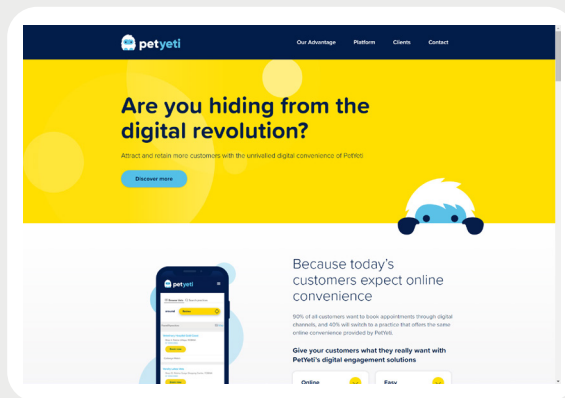 petyeti
Our Advantage Platform Clients Contact
Are you hiding from the
digital revolution?
Attract and retain more customers with the unrivalled digital convenience of PetYeti
Discover more
petyeti
Because today's
customers expect online
convenience
90% of all customers want to book appointments through digital
channels, and 40% will switch to a practice that offers the same
online convenience provided by PetYeti.
Give your customers what they really want with
PetYeti's digital engagement solutions
Online Easy